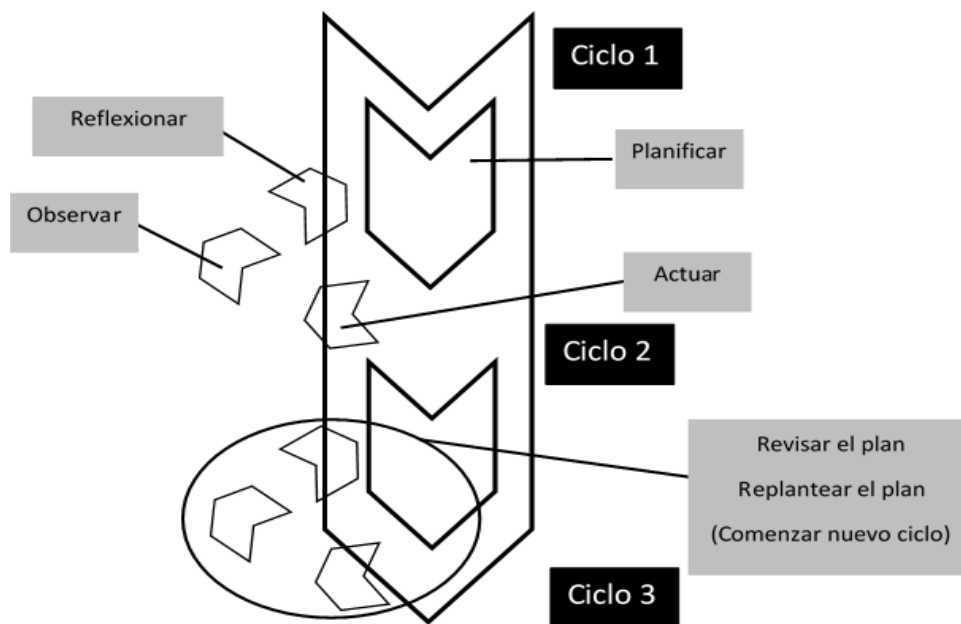 Ciclo 1
Reflexionar
Planificar
Observar
Actuar
Ciclo 2
Revisar el plan
Replantear el plan
(Comenzar nuevo ciclo)
Ciclo 3